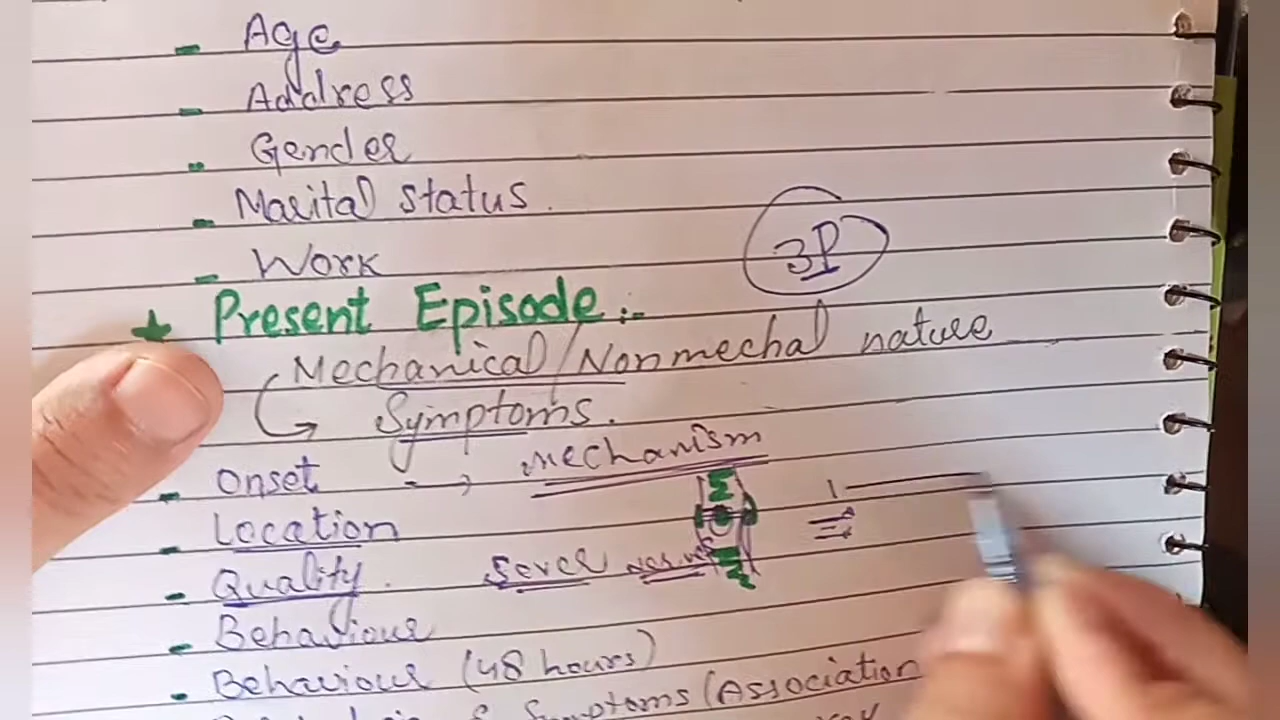 - Age
- Address
- Gender
- Marital status.
- Work
3P
★ Present Episode :-
Mechanical/Nonmechal nature
Symptoms.
- Onset → mechanism
- Location
- Quality. Sever
- Behaviour
- Behaviour (48 hours)
Symptoms (Association